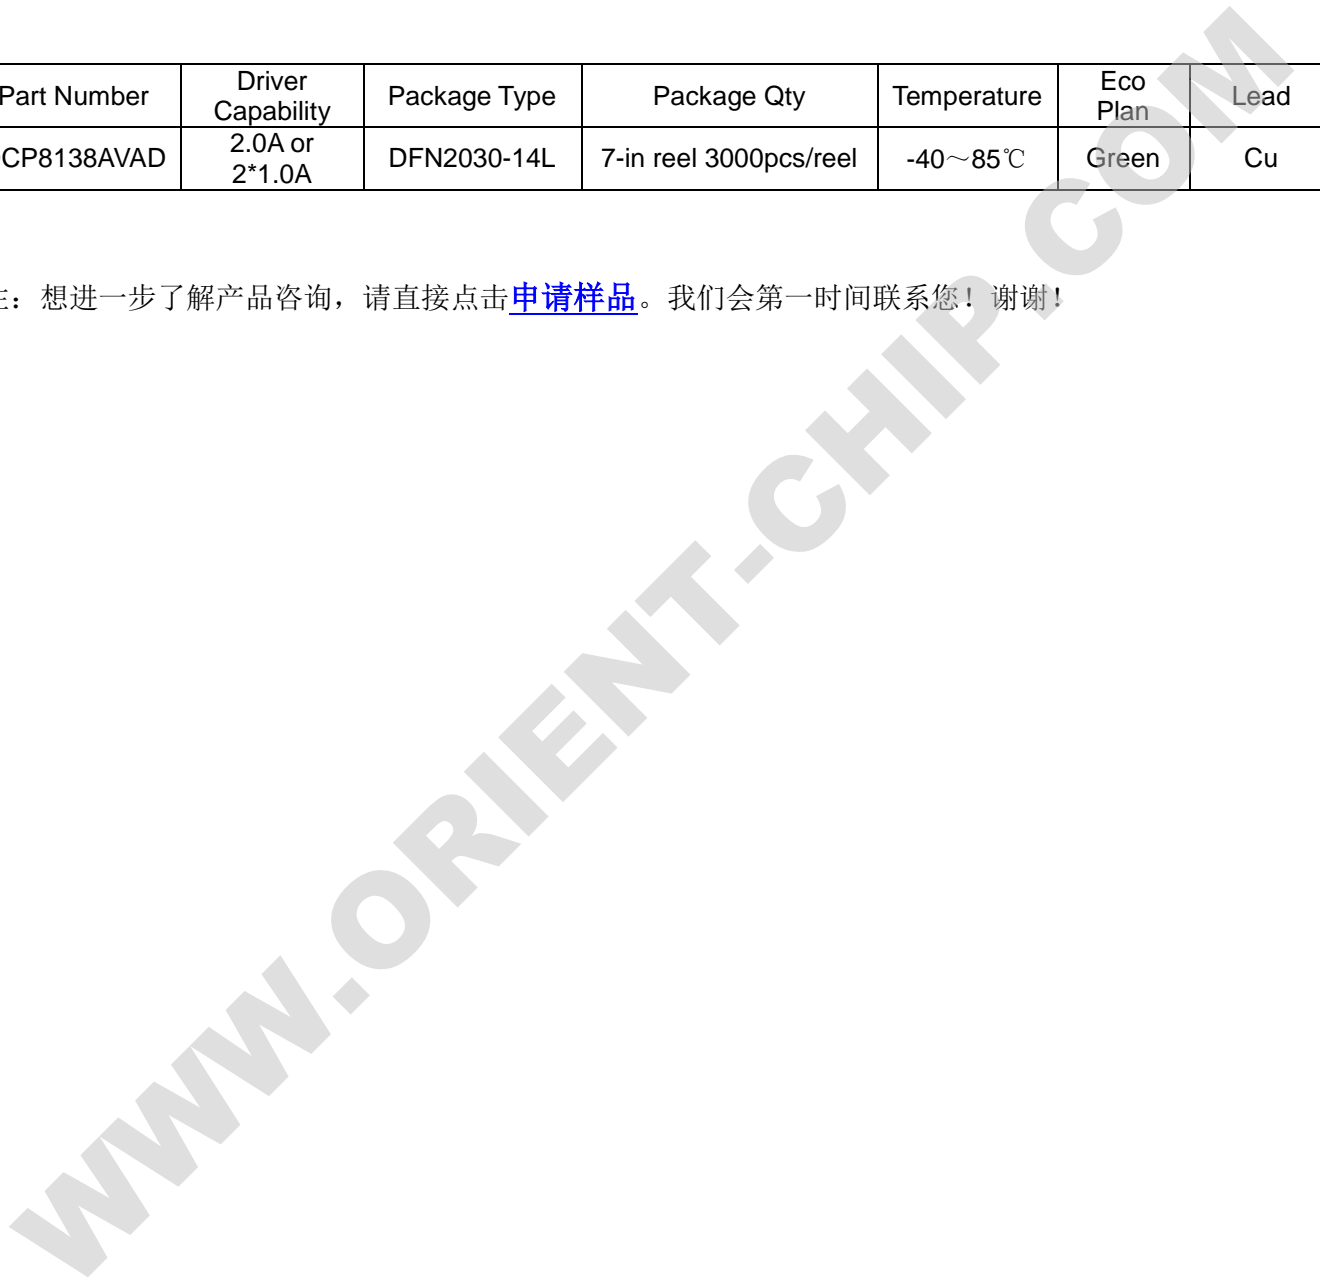 Part Number Driver Capability Package Type Package Qty Temperature Eco Plan Lead
CP8138AVAD 2.0A or 2*1.0A DFN2030-14L 7-in reel 3000pcs/reel -40～85℃ Green Cu
：想进一步了解产品咨询，请直接点击申请样品。我们会第一时间联系您！谢谢！
WWW.ORIENT-CHIP.COM